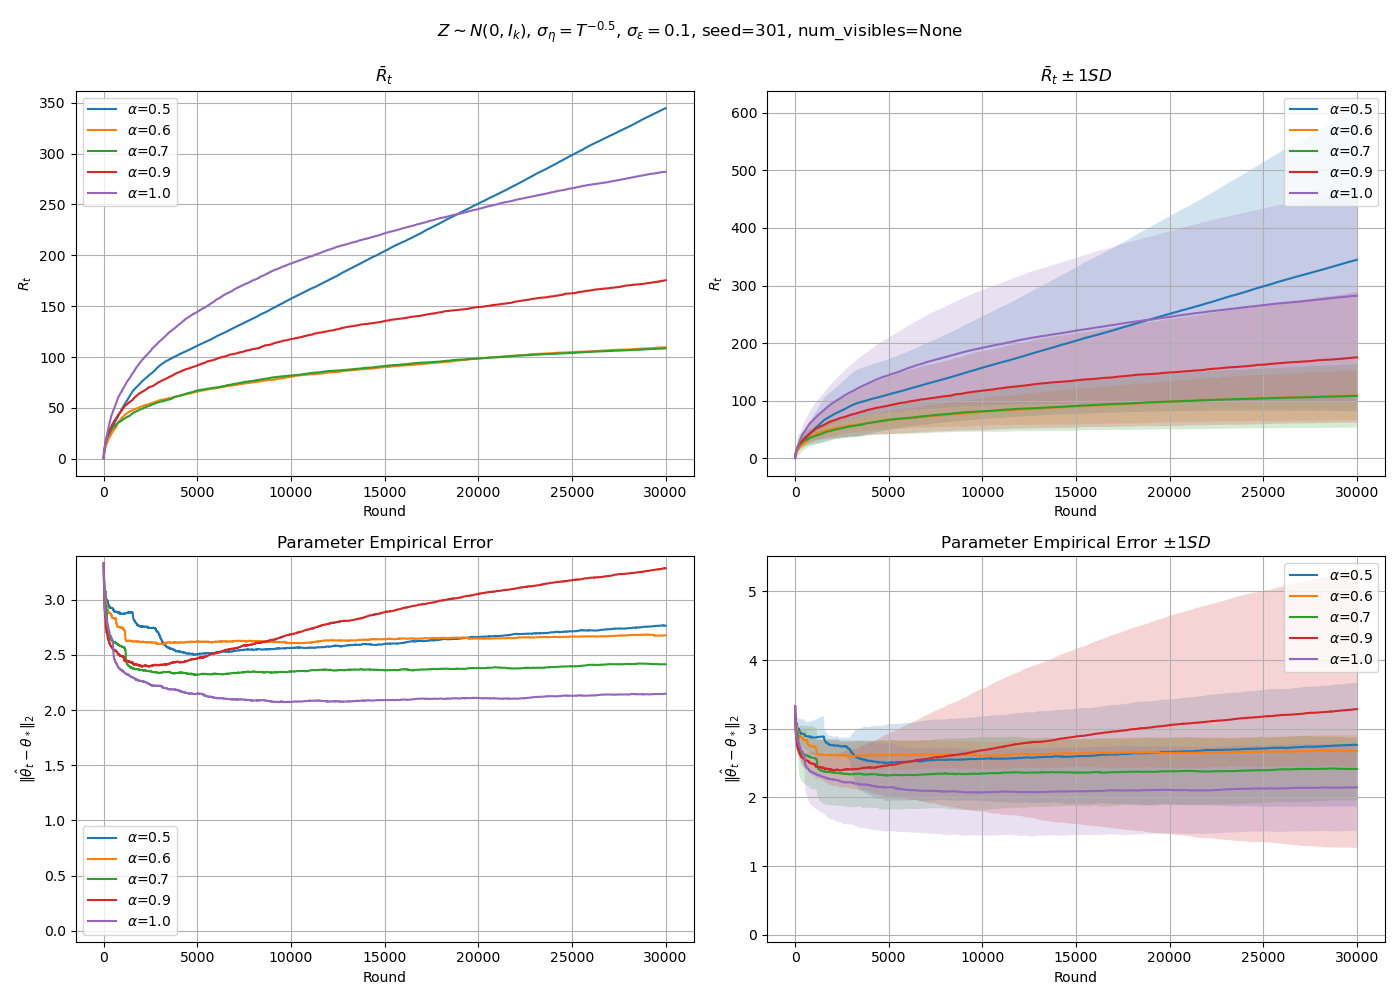 Z ∼ N(0, I_k), σ_η = T^{−0.5}, σ_ε = 0.1, seed=301, num_visibles=None
R̄_t
350
300
250
200
150
100
50
0
R_t
α=0.5
α=0.6
α=0.7
α=0.9
α=1.0
0 5000 10000 15000 20000 25000 30000
Round
R̄_t ± 1SD
600
500
400
300
200
100
0
R_t
α=0.5
α=0.6
α=0.7
α=0.9
α=1.0
0 5000 10000 15000 20000 25000 30000
Round
Parameter Empirical Error
3.0
2.5
2.0
1.5
1.0
0.5
0.0
‖θ̂_t − θ_*‖_2
α=0.5
α=0.6
α=0.7
α=0.9
α=1.0
0 5000 10000 15000 20000 25000 30000
Round
Parameter Empirical Error ±1SD
5
4
3
2
1
0
‖θ̂_t − θ_*‖_2
α=0.5
α=0.6
α=0.7
α=0.9
α=1.0
0 5000 10000 15000 20000 25000 30000
Round